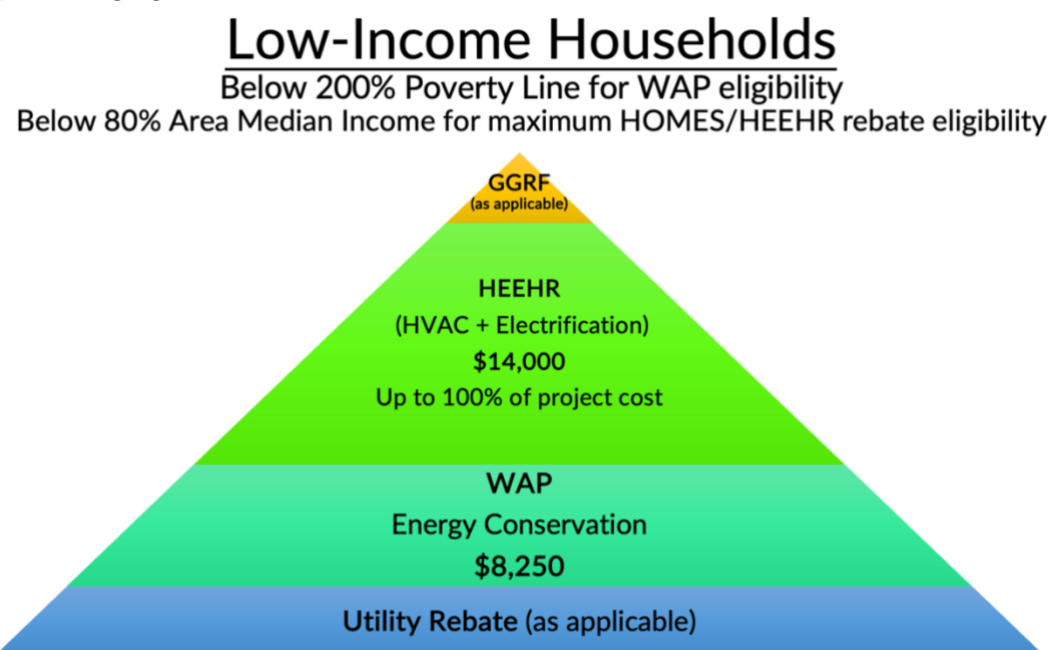 Low-Income Households
Below 200% Poverty Line for WAP eligibility
Below 80% Area Median Income for maximum HOMES/HEEHR rebate eligibility
GGRF
(as applicable)
HEEHR
(HVAC + Electrification)
$14,000
Up to 100% of project cost
WAP
Energy Conservation
$8,250
Utility Rebate (as applicable)